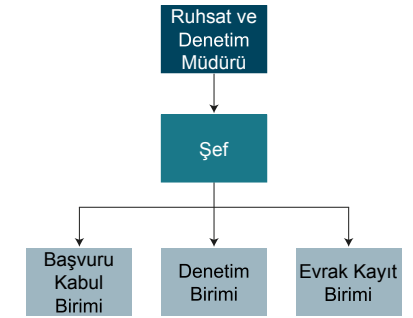 Ruhsat ve
Denetim
Müdürü
Şef
Başvuru
Kabul
Birimi
Denetim
Birimi
Evrak Kayıt
Birimi